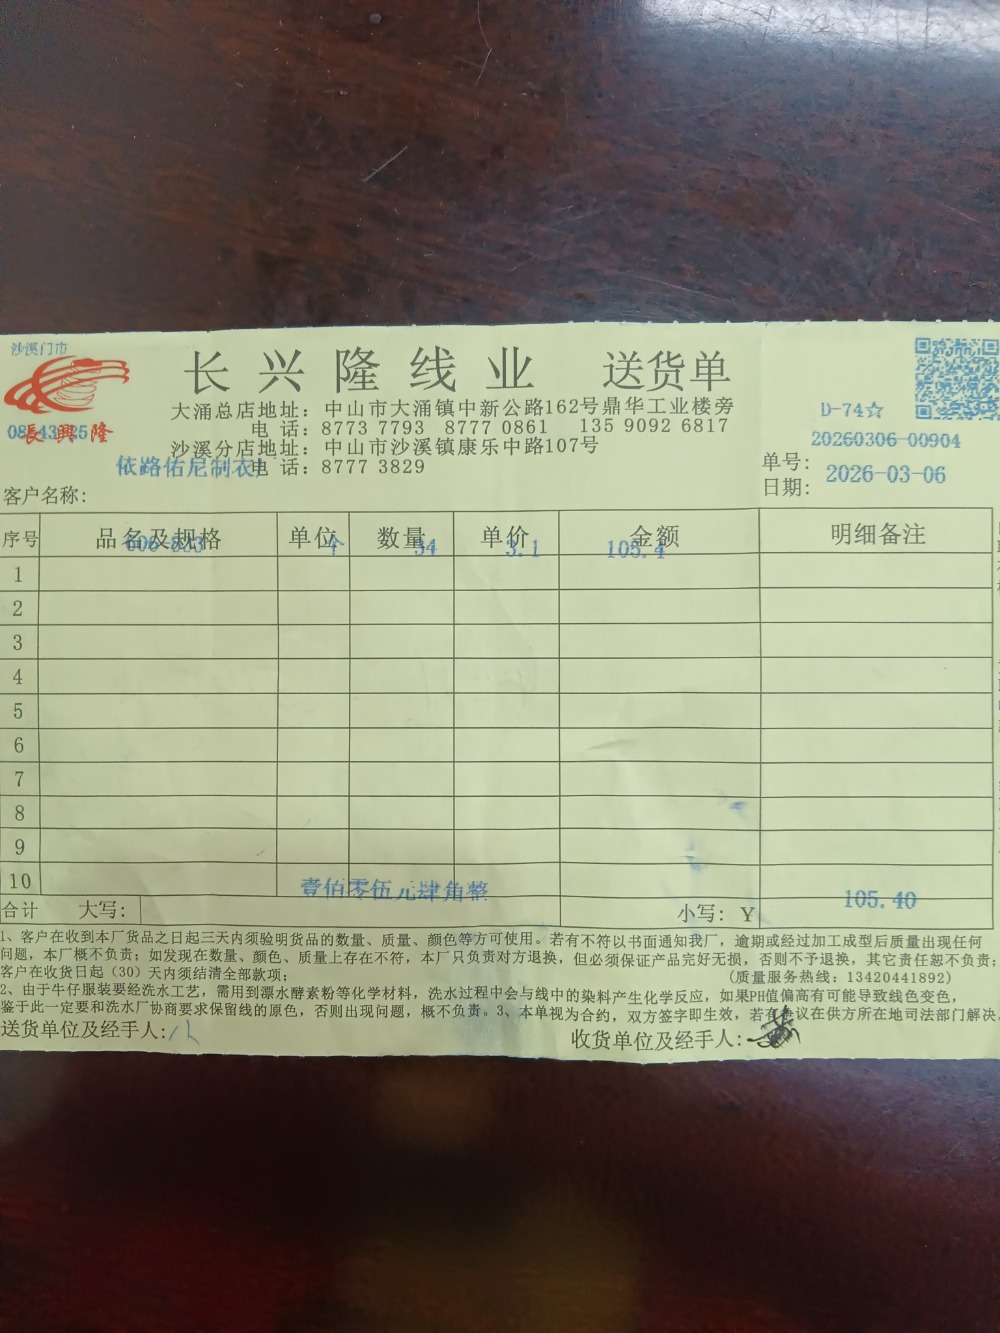 沙溪门市
长兴隆线业 送货单
大涌总店地址：中山市大涌镇中新公路162号鼎华工业楼旁
D-74☆
長興隆
电话：8773 7793 8777 0861 135 9092 6817
20260306-00904
沙溪分店地址：中山市沙溪镇康乐中路107号
单号：
依路佑尼制衣厂
电话：8777 3829
日期：2026-03-06
客户名称：
序号 品名及规格 单位 数量 单价 金额 明细备注
个 34 3.1 105.4
1
2
3
4
5
6
7
8
9
10
壹佰零伍元肆角整 105.40
合计 大写： 小写：¥
1、客户在收到本厂货品之日起三天内须验明货品的数量、质量、颜色等方可使用。若有不符以书面通知我厂，逾期或经过加工成型后质量出现任何
问题，本厂概不负责；如发现在数量、颜色、质量上存在不符，本厂只负责对方退换，但必须保证产品完好无损，否则不予退换，其它责任恕不负责；
客户在收货日起（30）天内须结清全部款项； （质量服务热线：13420441892）
2、由于牛仔服装要经洗水工艺，需用到漂水酵素粉等化学材料，洗水过程中会与线中的染料产生化学反应，如果PH值偏高有可能导致线色变色，
鉴于此一定要和洗水厂协商要求保留线的原色，否则出现问题，概不负责。3、本单视为合约，双方签字即生效，若有争议在供方所在地司法部门解决。
送货单位及经手人： 收货单位及经手人：